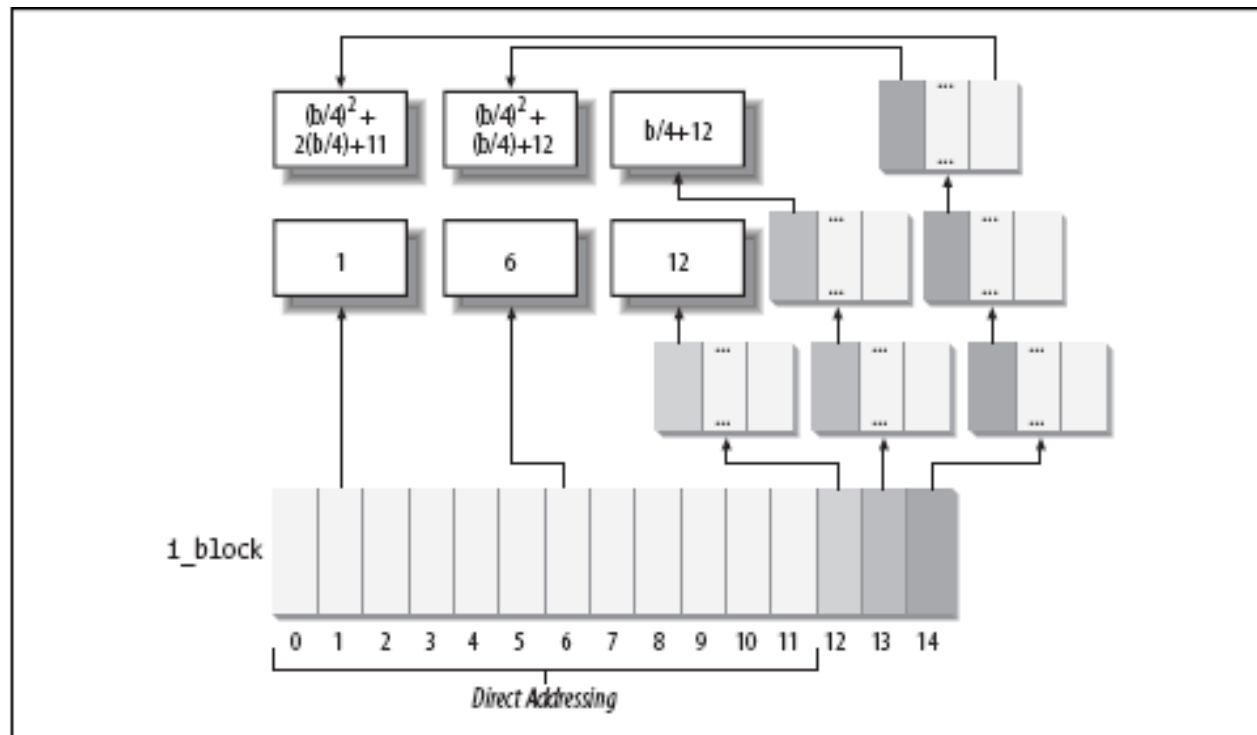 (b/4)² +
2(b/4)+11
(b/4)² +
(b/4)+12
b/4+12
...
...
1
6
12
... ...
... ...
... ... ...
... ... ...
i_block
0 1 2 3 4 5 6 7 8 9 10 11 12 13 14
Direct Addressing